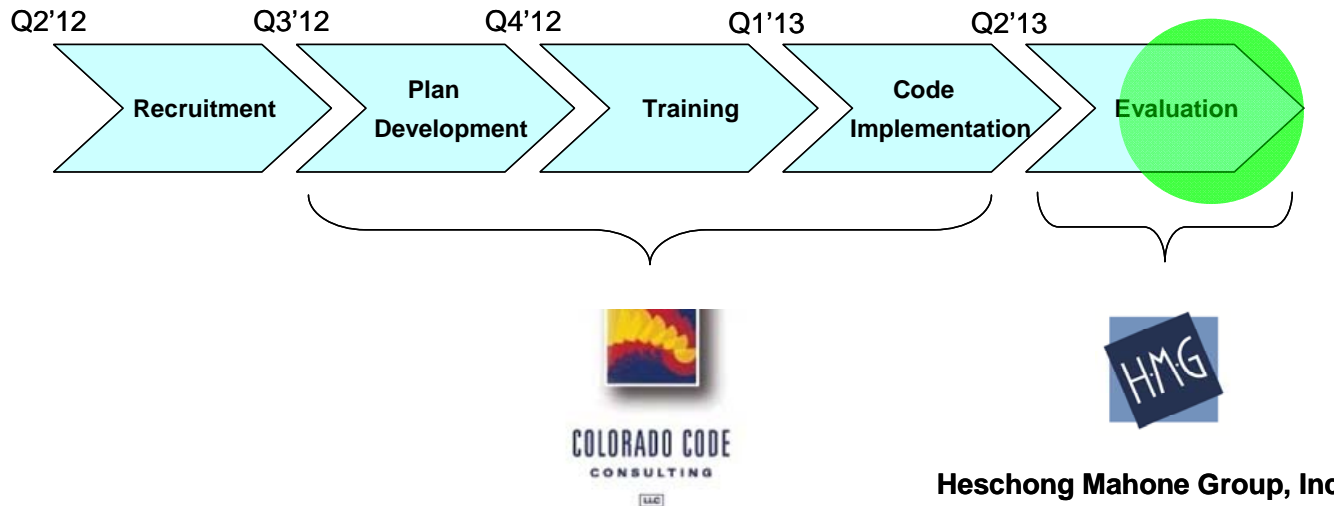 Q2’12
Q3’12
Q4’12
Q1’13
Q2’13
Recruitment
Plan
Development
Training
Code
Implementation
Evaluation
COLORADO CODE
CONSULTING
LLC
H·M·G
Heschong Mahone Group, Inc